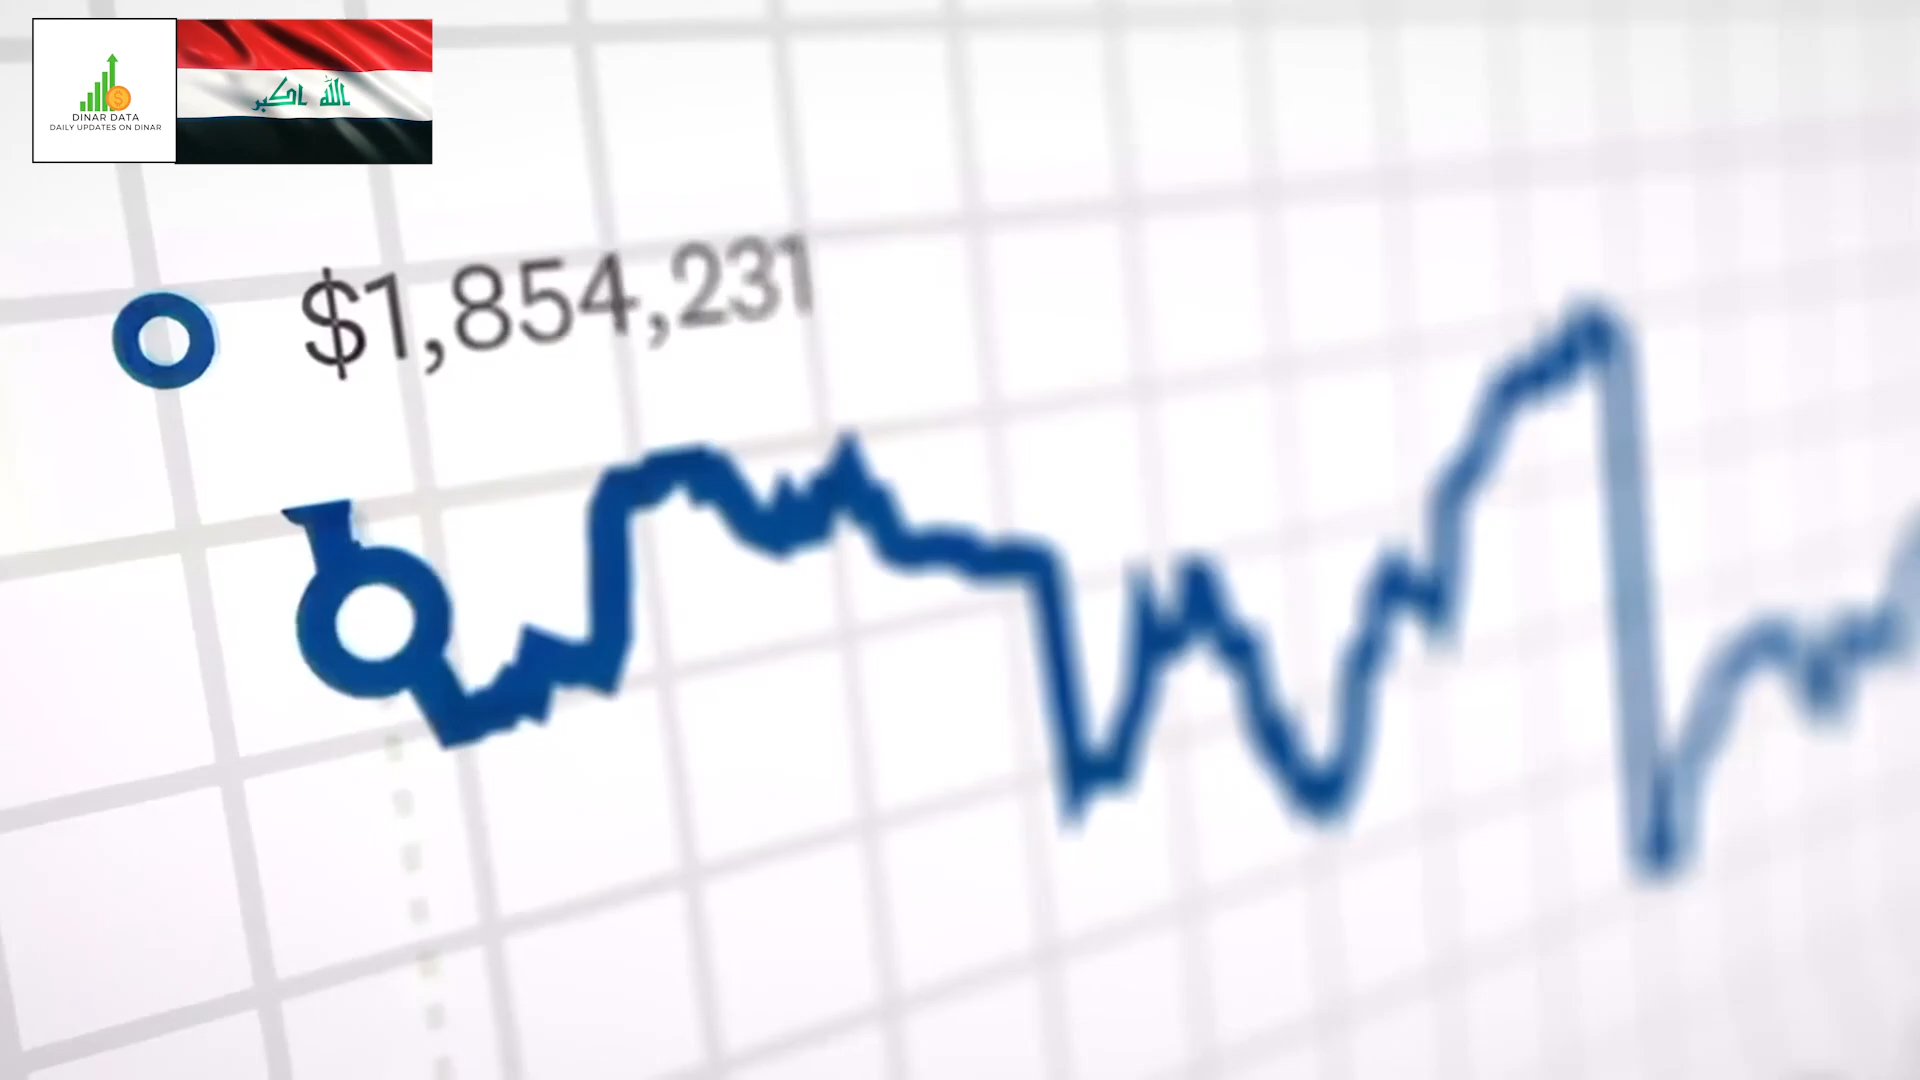 DINAR DATA
DAILY UPDATES ON DINAR
الله اكبر
$1,854,231